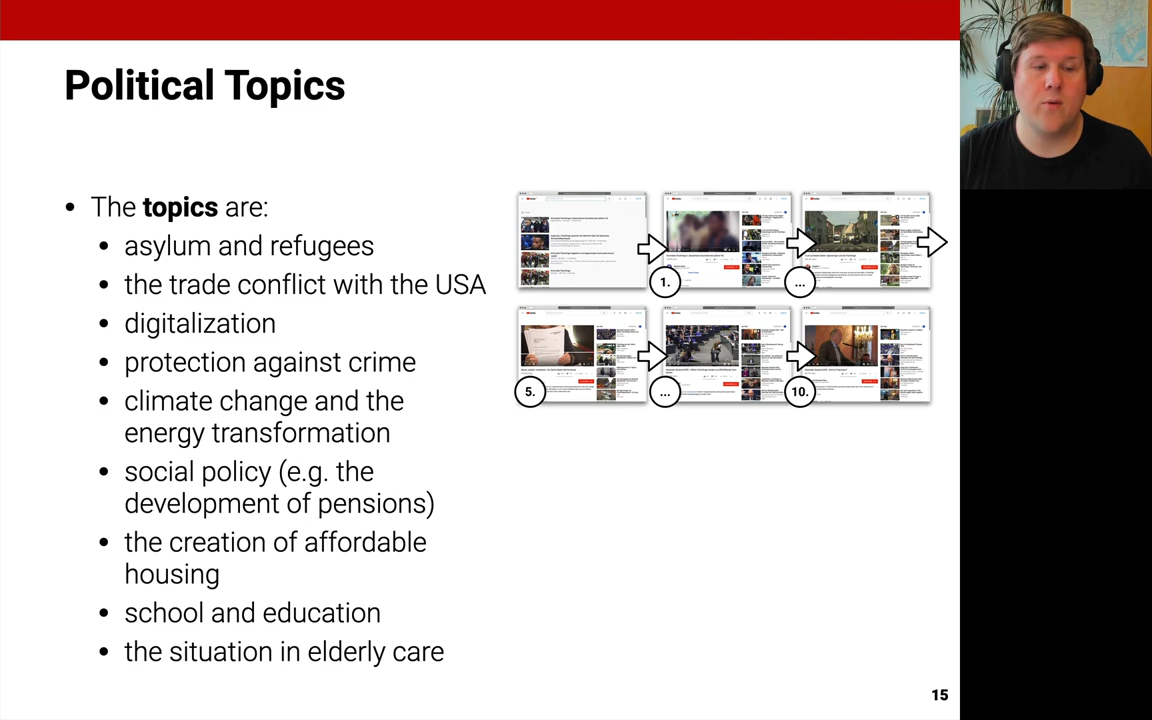 Political Topics
The topics are:
asylum and refugees
the trade conflict with the USA
digitalization
protection against crime
climate change and the
energy transformation
social policy (e.g. the
development of pensions)
the creation of affordable
housing
school and education
the situation in elderly care
1.
...
5.
...
10.
15